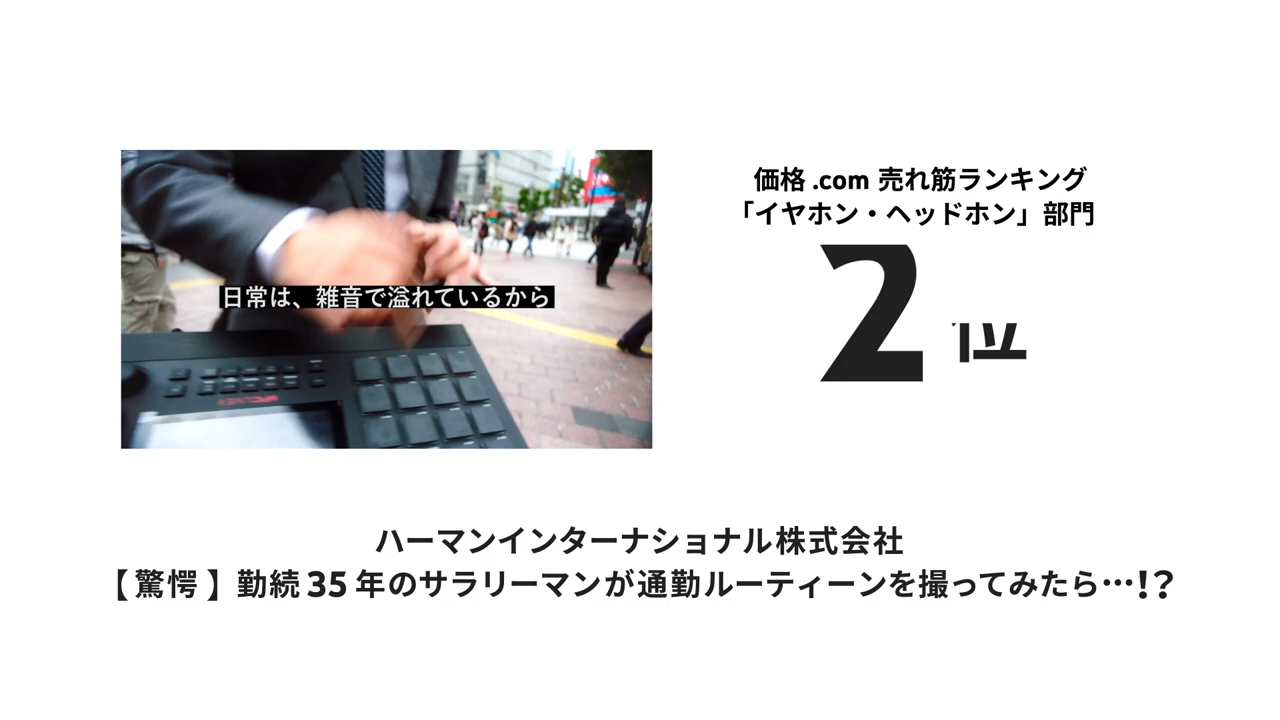 日常は、雑音で溢れているから
価格.com 売れ筋ランキング
「イヤホン・ヘッドホン」部門
2位
ハーマンインターナショナル株式会社
【驚愕】勤続35年のサラリーマンが通勤ルーティーンを撮ってみたら…!?